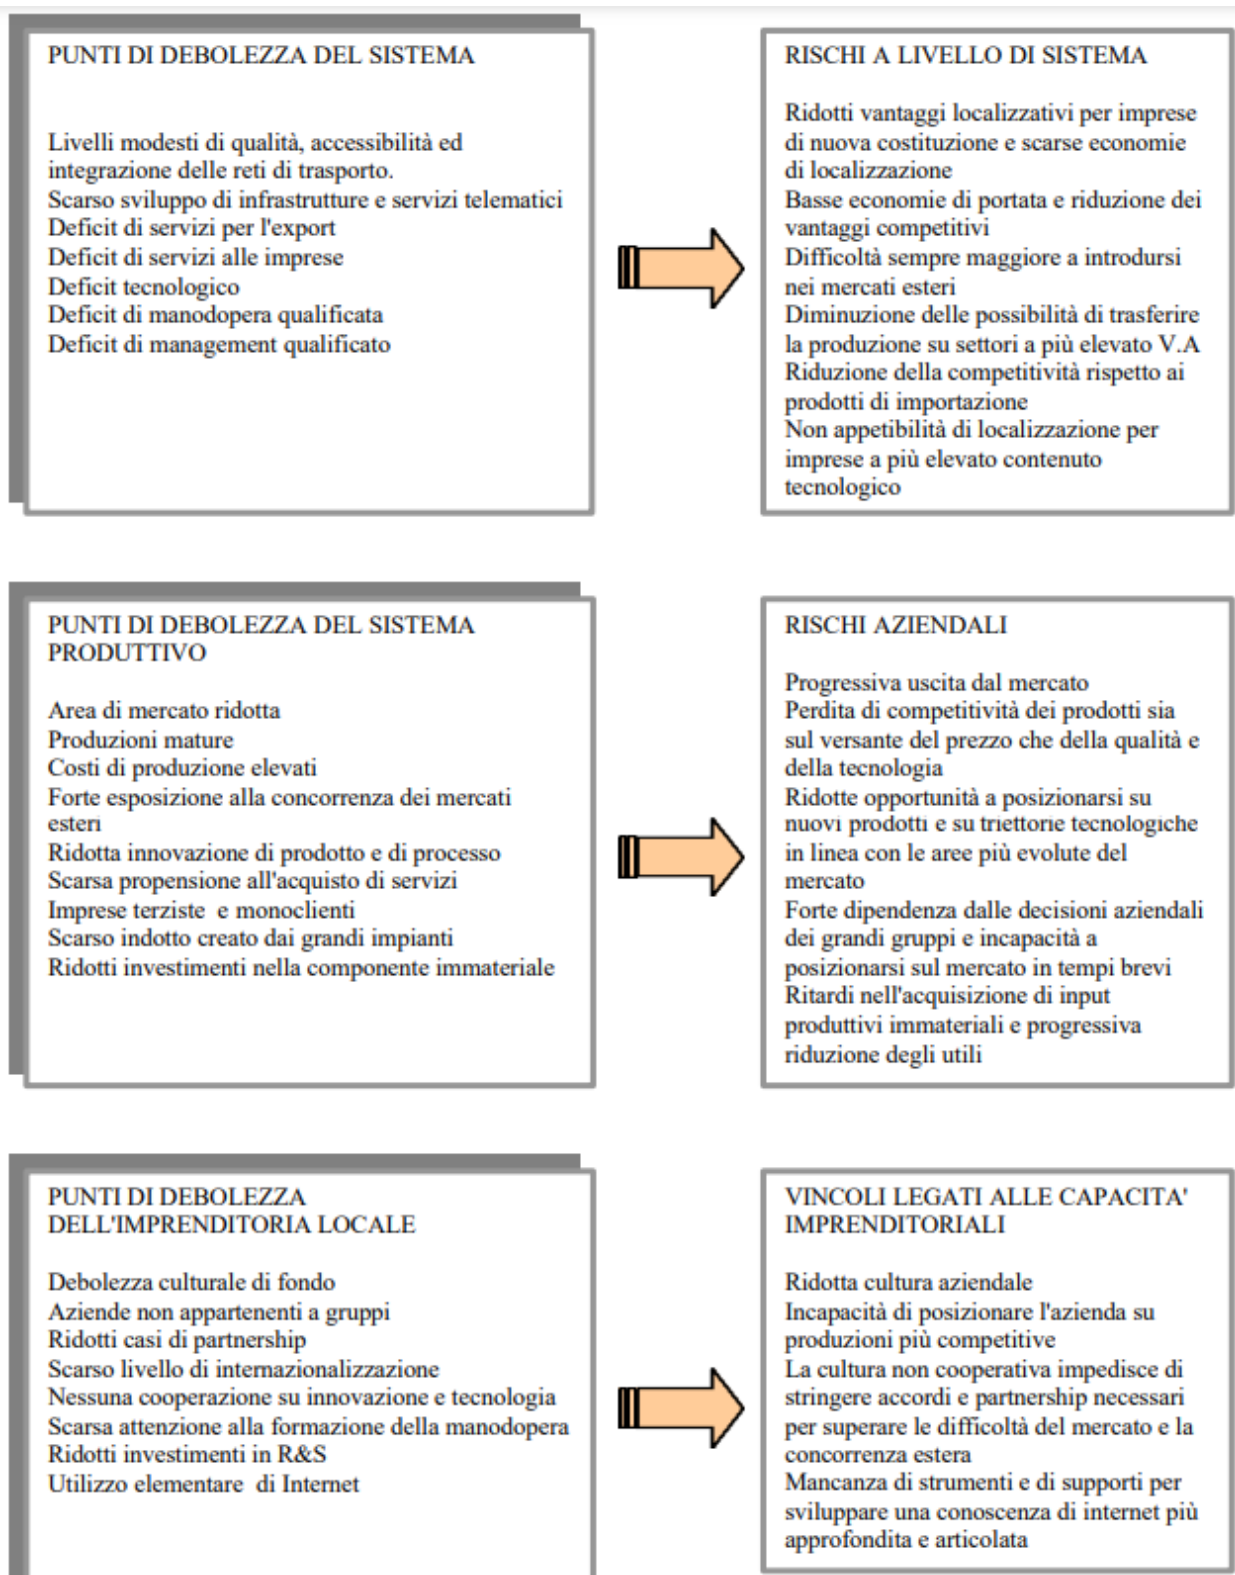 PUNTI DI DEBOLEZZA DEL SISTEMA
Livelli modesti di qualità, accessibilità ed
integrazione delle reti di trasporto.
Scarso sviluppo di infrastrutture e servizi telematici
Deficit di servizi per l'export
Deficit di servizi alle imprese
Deficit tecnologico
Deficit di manodopera qualificata
Deficit di management qualificato
RISCHI A LIVELLO DI SISTEMA
Ridotti vantaggi localizzativi per imprese
di nuova costituzione e scarse economie
di localizzazione
Basse economie di portata e riduzione dei
vantaggi competitivi
Difficoltà sempre maggiore a introdursi
nei mercati esteri
Diminuzione delle possibilità di trasferire
la produzione su settori a più elevato V.A
Riduzione della competitività rispetto ai
prodotti di importazione
Non appetibilità di localizzazione per
imprese a più elevato contenuto
tecnologico
PUNTI DI DEBOLEZZA DEL SISTEMA
PRODUTTIVO
Area di mercato ridotta
Produzioni mature
Costi di produzione elevati
Forte esposizione alla concorrenza dei mercati
esteri
Ridotta innovazione di prodotto e di processo
Scarsa propensione all'acquisto di servizi
Imprese terziste e monoclienti
Scarso indotto creato dai grandi impianti
Ridotti investimenti nella componente immateriale
RISCHI AZIENDALI
Progressiva uscita dal mercato
Perdita di competitività dei prodotti sia
sul versante del prezzo che della qualità e
della tecnologia
Ridotte opportunità a posizionarsi su
nuovi prodotti e su triettorie tecnologiche
in linea con le aree più evolute del
mercato
Forte dipendenza dalle decisioni aziendali
dei grandi gruppi e incapacità a
posizionarsi sul mercato in tempi brevi
Ritardi nell'acquisizione di input
produttivi immateriali e progressiva
riduzione degli utili
PUNTI DI DEBOLEZZA
DELL'IMPRENDITORIA LOCALE
Debolezza culturale di fondo
Aziende non appartenenti a gruppi
Ridotti casi di partnership
Scarso livello di internazionalizzazione
Nessuna cooperazione su innovazione e tecnologia
Scarsa attenzione alla formazione della manodopera
Ridotti investimenti in R&S
Utilizzo elementare di Internet
VINCOLI LEGATI ALLE CAPACITA'
IMPRENDITORIALI
Ridotta cultura aziendale
Incapacità di posizionare l'azienda su
produzioni più competitive
La cultura non cooperativa impedisce di
stringere accordi e partnership necessari
per superare le difficoltà del mercato e la
concorrenza estera
Mancanza di strumenti e di supporti per
sviluppare una conoscenza di internet più
approfondita e articolata